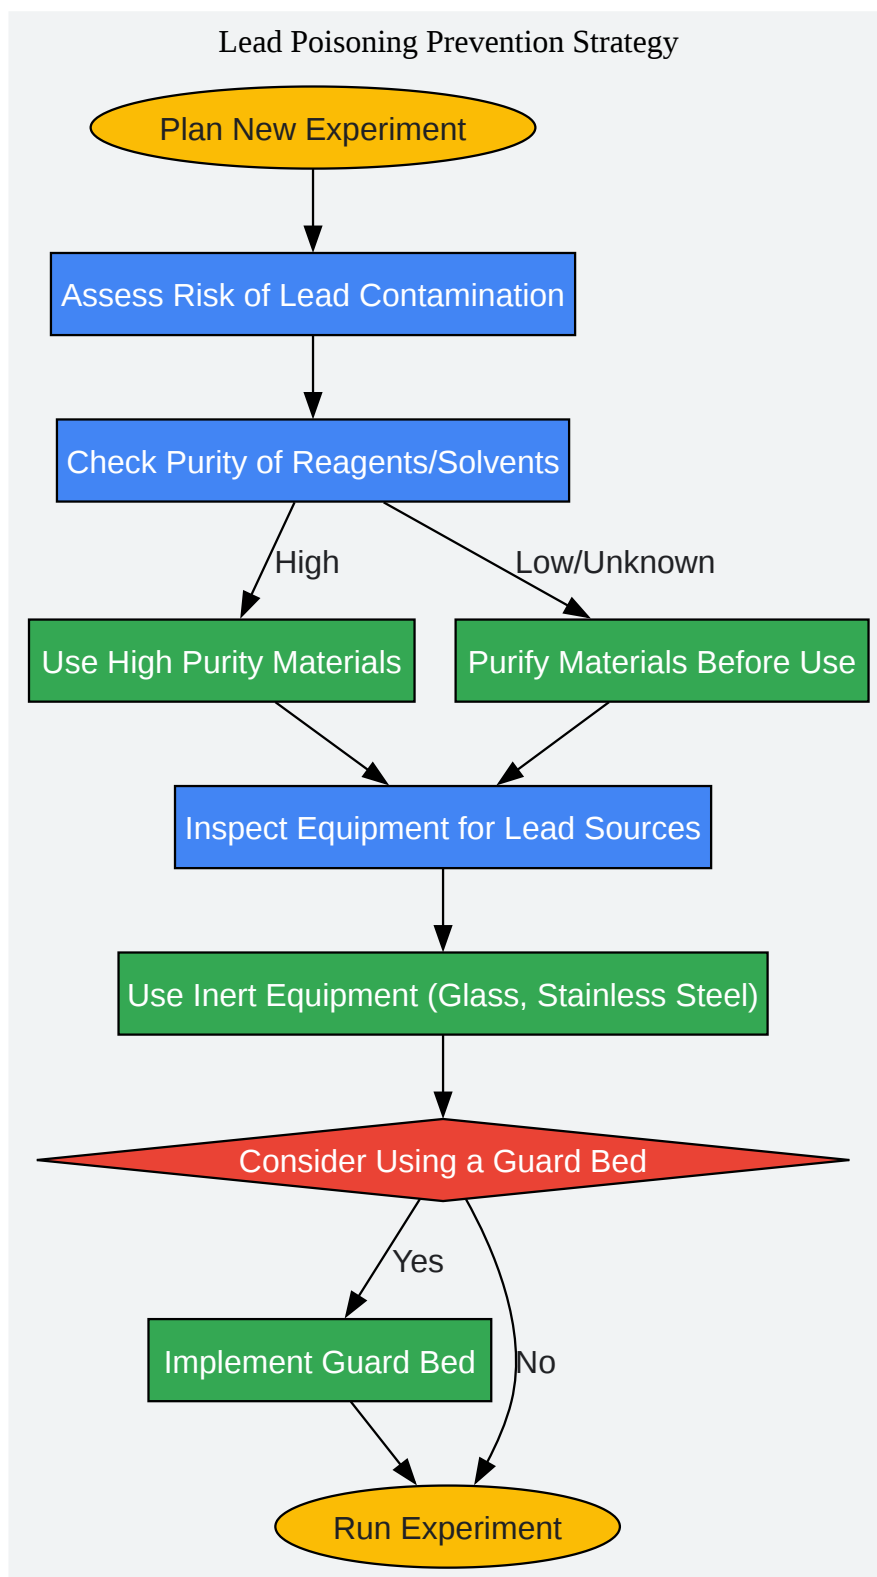 Lead Poisoning Prevention Strategy
Plan New Experiment
Assess Risk of Lead Contamination
Check Purity of Reagents/Solvents
High
Low/Unknown
Use High Purity Materials
Purify Materials Before Use
Inspect Equipment for Lead Sources
Use Inert Equipment (Glass, Stainless Steel)
Consider Using a Guard Bed
Yes
Implement Guard Bed
No
Run Experiment